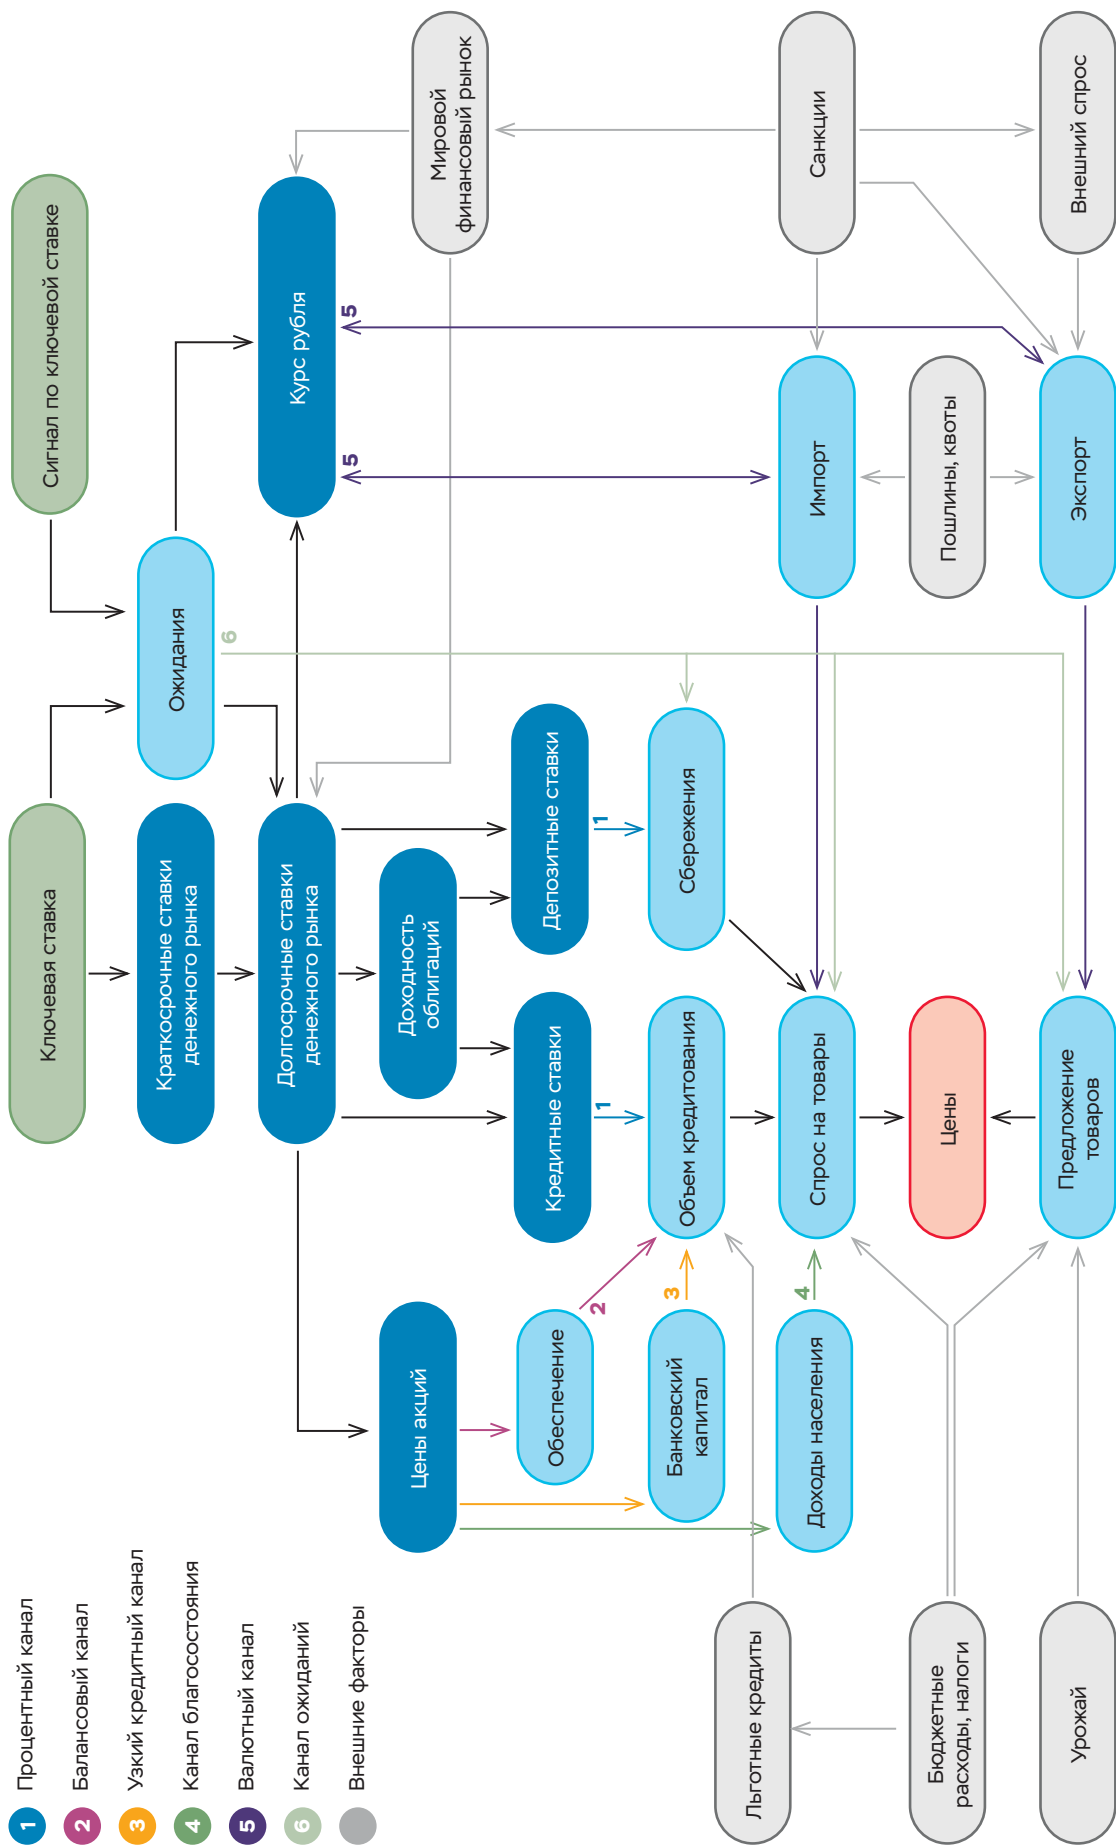 1 Процентный канал
2 Балансовый канал
3 Узкий кредитный канал
4 Канал благосостояния
5 Валютный канал
6 Канал ожиданий
Внешние факторы
Ключевая ставка
Сигнал по ключевой ставке
Краткосрочные ставки
денежного рынка
Ожидания
6
Долгосрочные ставки
денежного рынка
Курс рубля
5
5
Цены акций
Доходность
облигаций
Мировой
финансовый рынок
Обеспечение
2
Кредитные ставки
1
Депозитные ставки
1
Банковский
капитал
3
Объем кредитования
Сбережения
Льготные кредиты
Доходы населения
4
Спрос на товары
Импорт
Санкции
Бюджетные
расходы, налоги
Цены
Пошлины, квоты
Урожай
Предложение
товаров
Экспорт
Внешний спрос